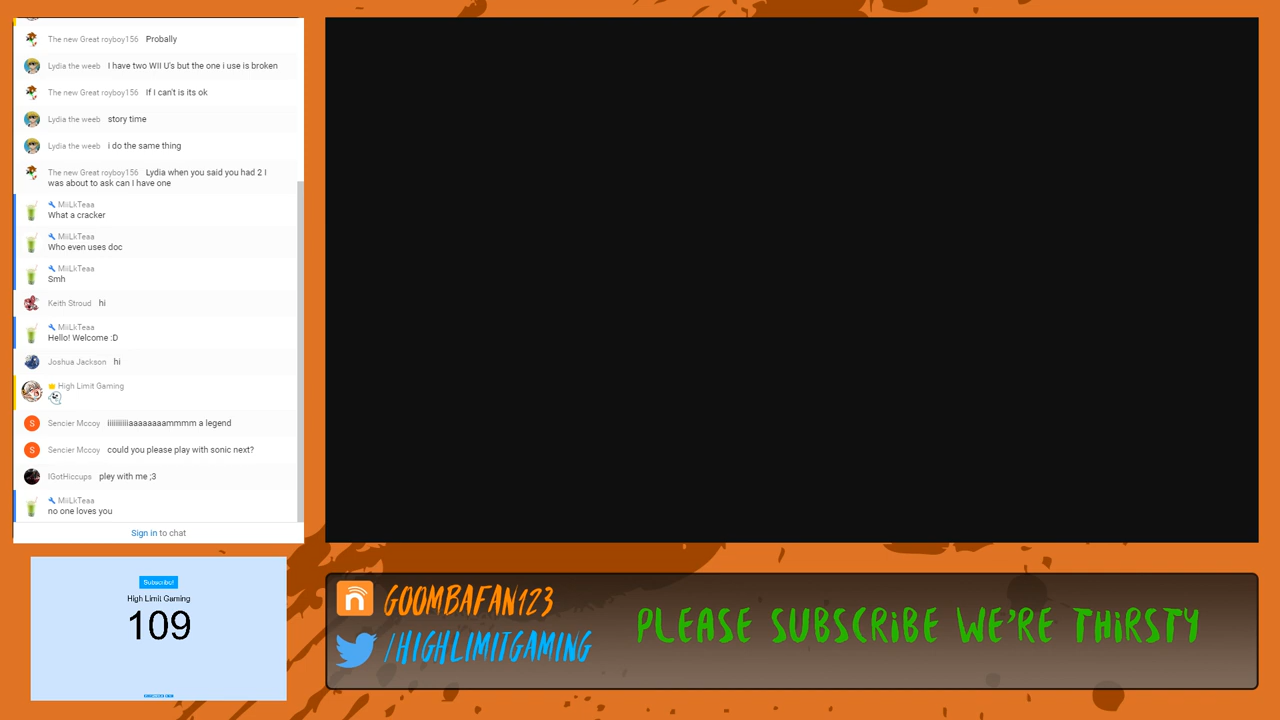 The new Great royboy156 Probally
Lydia the weeb I have two WII U's but the one i use is broken
The new Great royboy156 If I can't is its ok
Lydia the weeb story time
Lydia the weeb i do the same thing
The new Great royboy156 Lydia when you said you had 2 I
was about to ask can I have one
MiiLkTeaa
What a cracker
MiiLkTeaa
Who even uses doc
MiiLkTeaa
Smh
Keith Stroud hi
MiiLkTeaa
Hello! Welcome :D
Joshua Jackson hi
High Limit Gaming
S Sencier Mccoy iiiiiiiiiiiaaaaaaaammmm a legend
S Sencier Mccoy could you please play with sonic next?
IGotHiccups pley with me ;3
MiiLkTeaa
no one loves you
Sign in to chat
Subscribe!
High Limit Gaming
109
GOOMBAFAN123
/HIGHLIMITGAMING
PLEASE SUBSCRiBE WE'RE THiRSTY